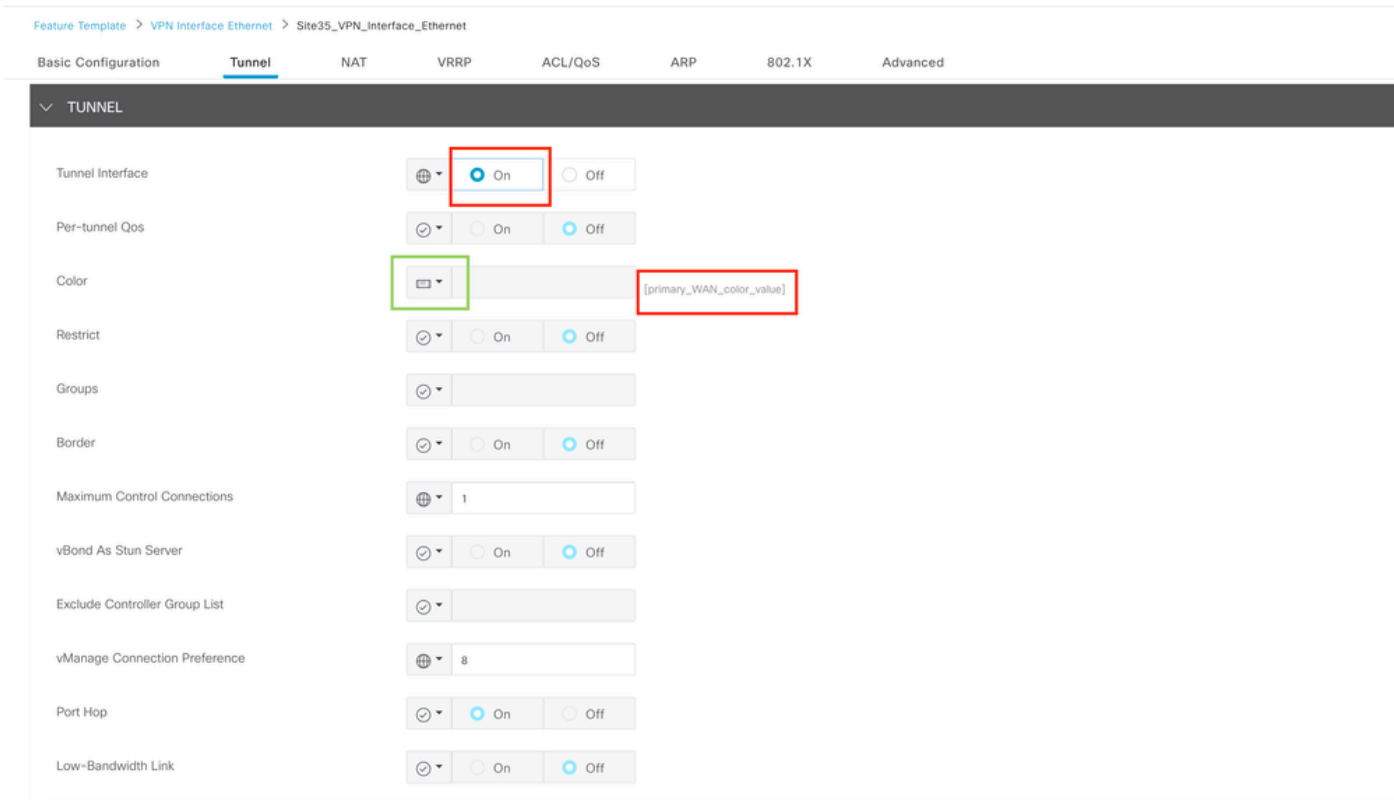 Feature Template > VPN Interface Ethernet > Site35_VPN_Interface_Ethernet
Basic Configuration Tunnel NAT VRRP ACL/QoS ARP 802.1X Advanced
TUNNEL
Tunnel Interface On Off
Per-tunnel Qos On Off
Color [primary_WAN_color_value]
Restrict On Off
Groups
Border On Off
Maximum Control Connections 1
vBond As Stun Server On Off
Exclude Controller Group List
vManage Connection Preference 8
Port Hop On Off
Low-Bandwidth Link On Off